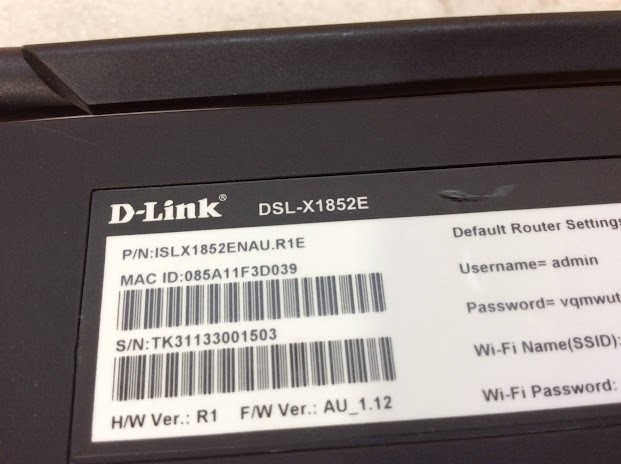 D-Link® DSL-X1852E
P/N:ISLX1852ENAU.R1E
MAC ID:085A11F3D039
S/N:TK31133001503
H/W Ver.: R1 F/W Ver.: AU_1.12
Default Router Settings
Username= admin
Password= vqmwut
Wi-Fi Name(SSID):
Wi-Fi Password: